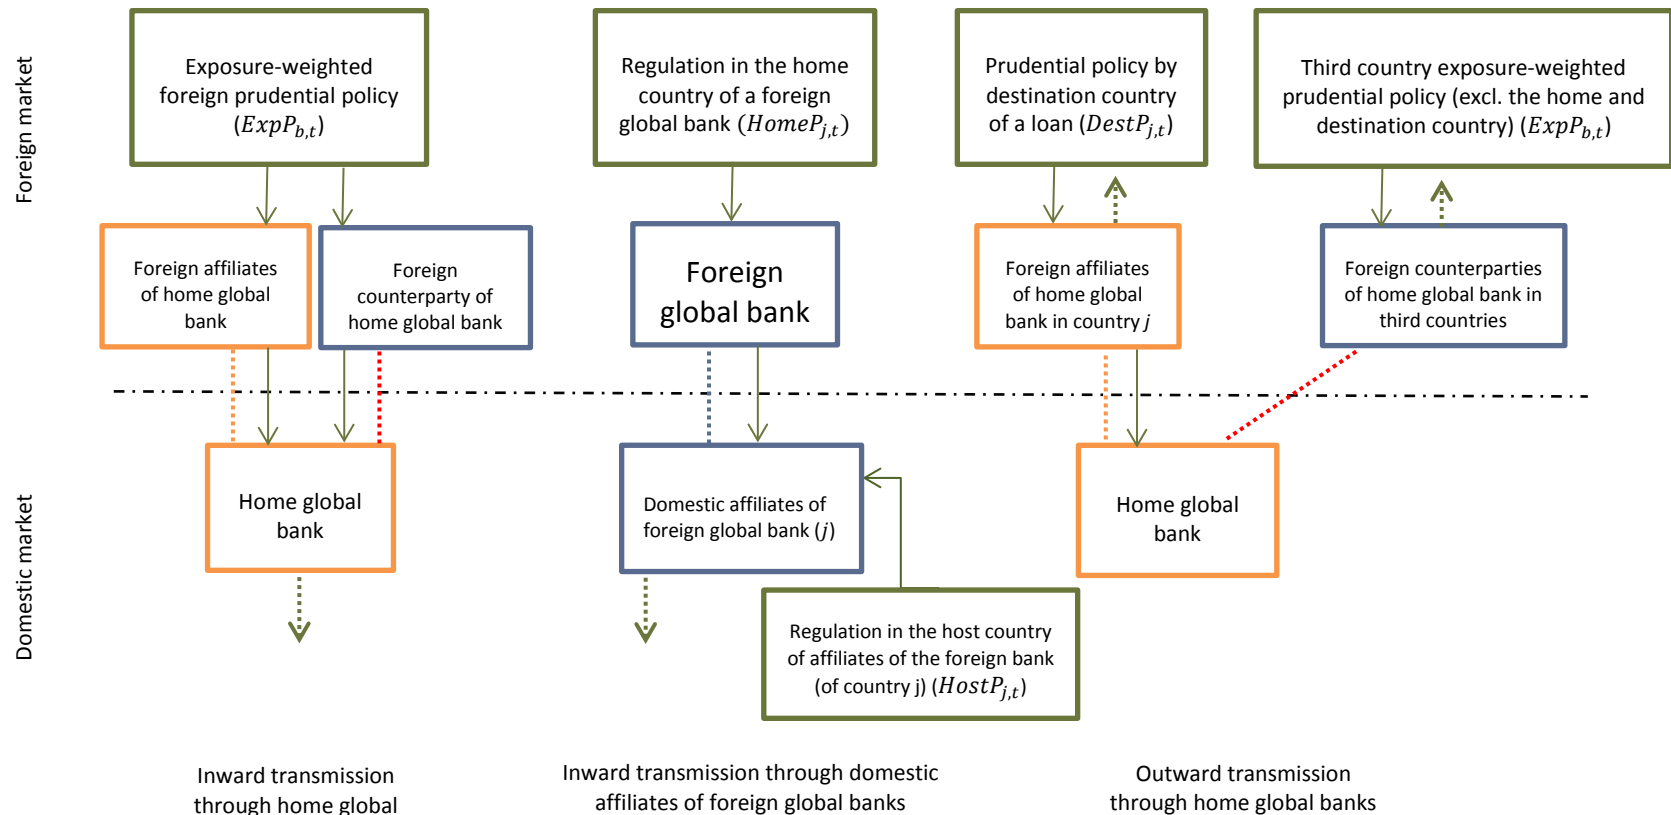 Foreign market
Exposure-weighted
foreign prudential policy
(ExpP_{b,t})
Regulation in the home
country of a foreign
global bank (HomeP_{j,t})
Prudential policy by
destination country
of a loan (DestP_{j,t})
Third country exposure-weighted
prudential policy (excl. the home and
destination country) (ExpP_{b,t})
Foreign affiliates
of home global
bank
Foreign
counterparty of
home global bank
Foreign
global bank
Foreign affiliates
of home global
bank in country j
Foreign counterparties
of home global bank in
third countries
Domestic market
Home global
bank
Domestic affiliates of
foreign global bank (j)
Home global
bank
Regulation in the host country
of affiliates of the foreign bank
(of country j) (HostP_{j,t})
Inward transmission
through home global
Inward transmission through domestic
affiliates of foreign global banks
Outward transmission
through home global banks